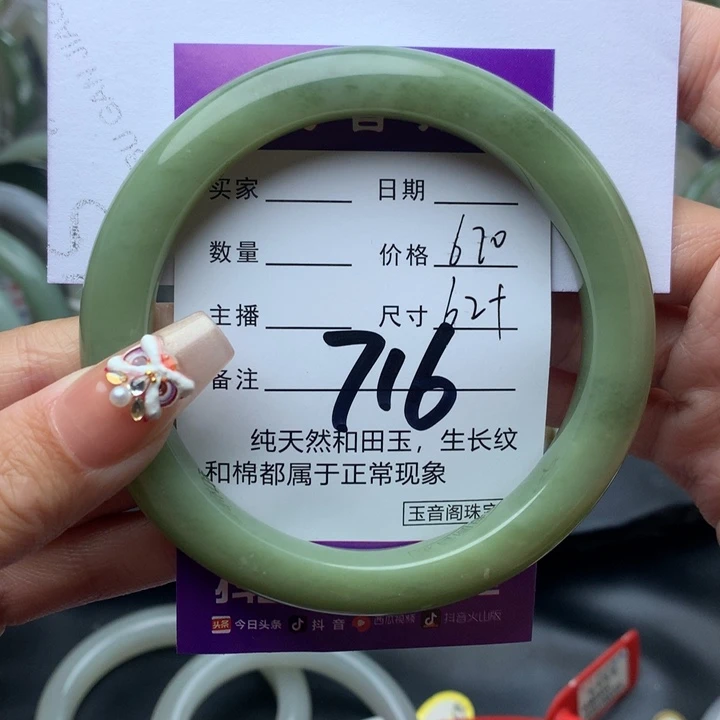 买家 日期
数量 价格 670
主播 尺寸 62+
备注 716
纯天然和田玉，生长纹
和棉都属于正常现象
玉音阁珠宝
头条 今日头条 抖音 西瓜视频 抖音火山版